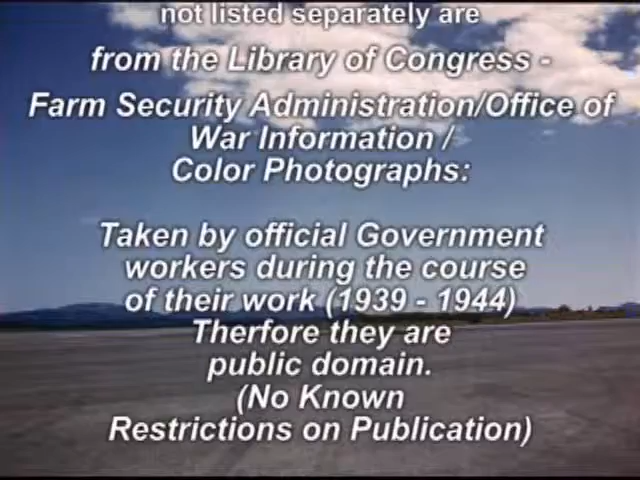 not listed separately are
from the Library of Congress -
Farm Security Administration/Office of
War Information /
Color Photographs:
Taken by official Government
workers during the course
of their work (1939 - 1944)
Therfore they are
public domain.
(No Known
Restrictions on Publication)